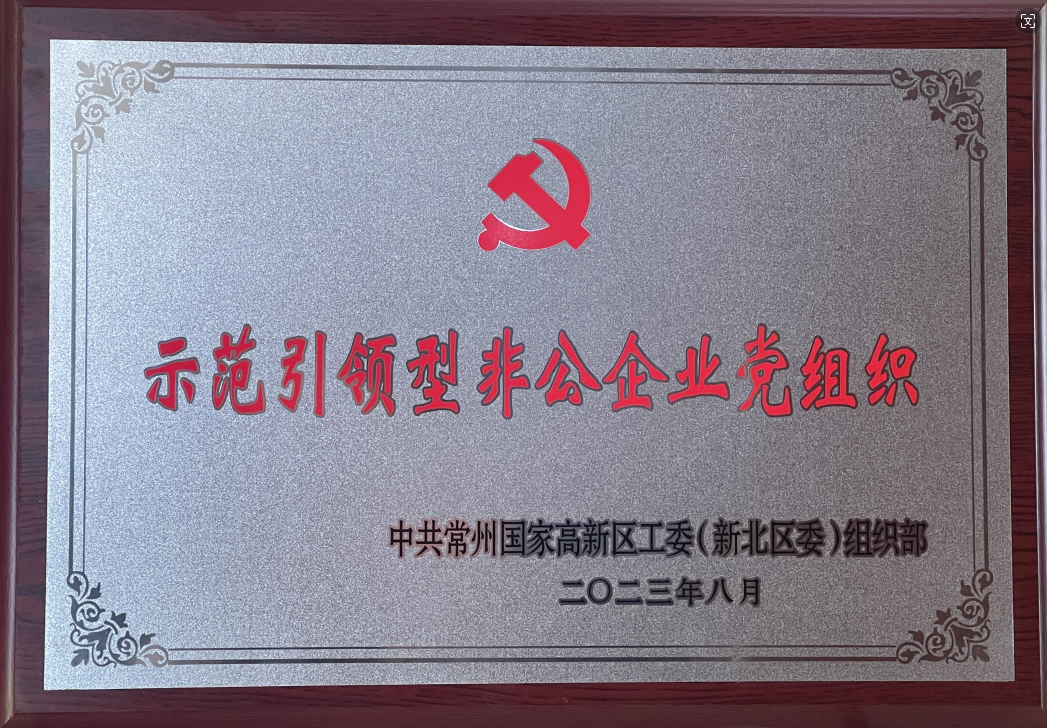 示范引领型非公企业党组织
中共常州国家高新区工委(新北区委)组织部
二〇二三年八月